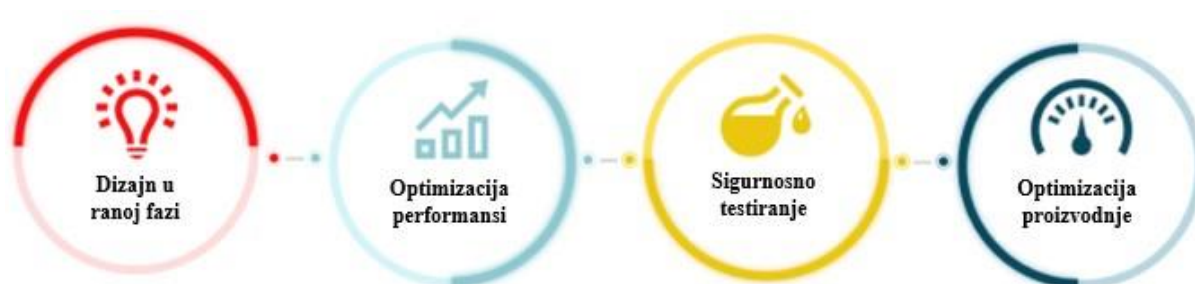 Dizajn u
ranoj fazi
Optimizacija
performansi
Sigurnosno
testiranje
Optimizacija
proizvodnje